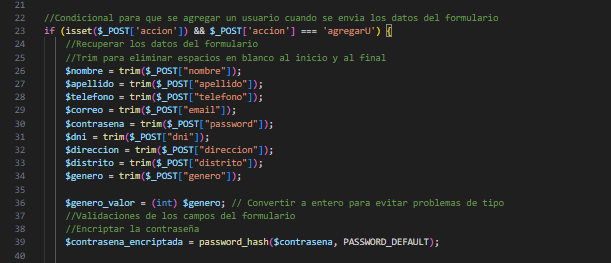 21
22 //Condicional para que se agregar un usuario cuando se envia los datos del formulario
23 if (isset($_POST['accion']) && $_POST['accion'] === 'agregarU') {
24 //Recuperar los datos del formulario
25 //Trim para eliminar espacios en blanco al inicio y al final
26 $nombre = trim($_POST["nombre"]);
27 $apellido = trim($_POST["apellido"]);
28 $telefono = trim($_POST["telefono"]);
29 $correo = trim($_POST["email"]);
30 $contrasena = trim($_POST["password"]);
31 $dni = trim($_POST["dni"]);
32 $direccion = trim($_POST["direccion"]);
33 $distrito = trim($_POST["distrito"]);
34 $genero = trim($_POST["genero"]);
35
36 $genero_valor = (int) $genero; // Convertir a entero para evitar problemas de tipo
37 //Validaciones de los campos del formulario
38 //Encriptar la contraseña
39 $contrasena_encriptada = password_hash($contrasena, PASSWORD_DEFAULT);
40